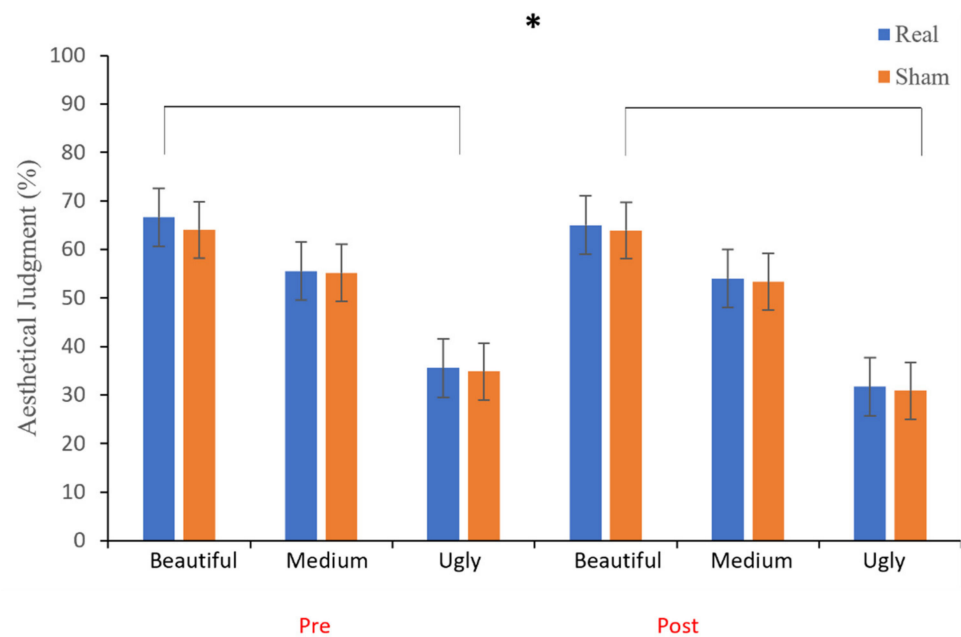 *
Real
Sham
Aesthetical Judgment (%)
100
90
80
70
60
50
40
30
20
10
0
Beautiful Medium Ugly Beautiful Medium Ugly
Pre Post